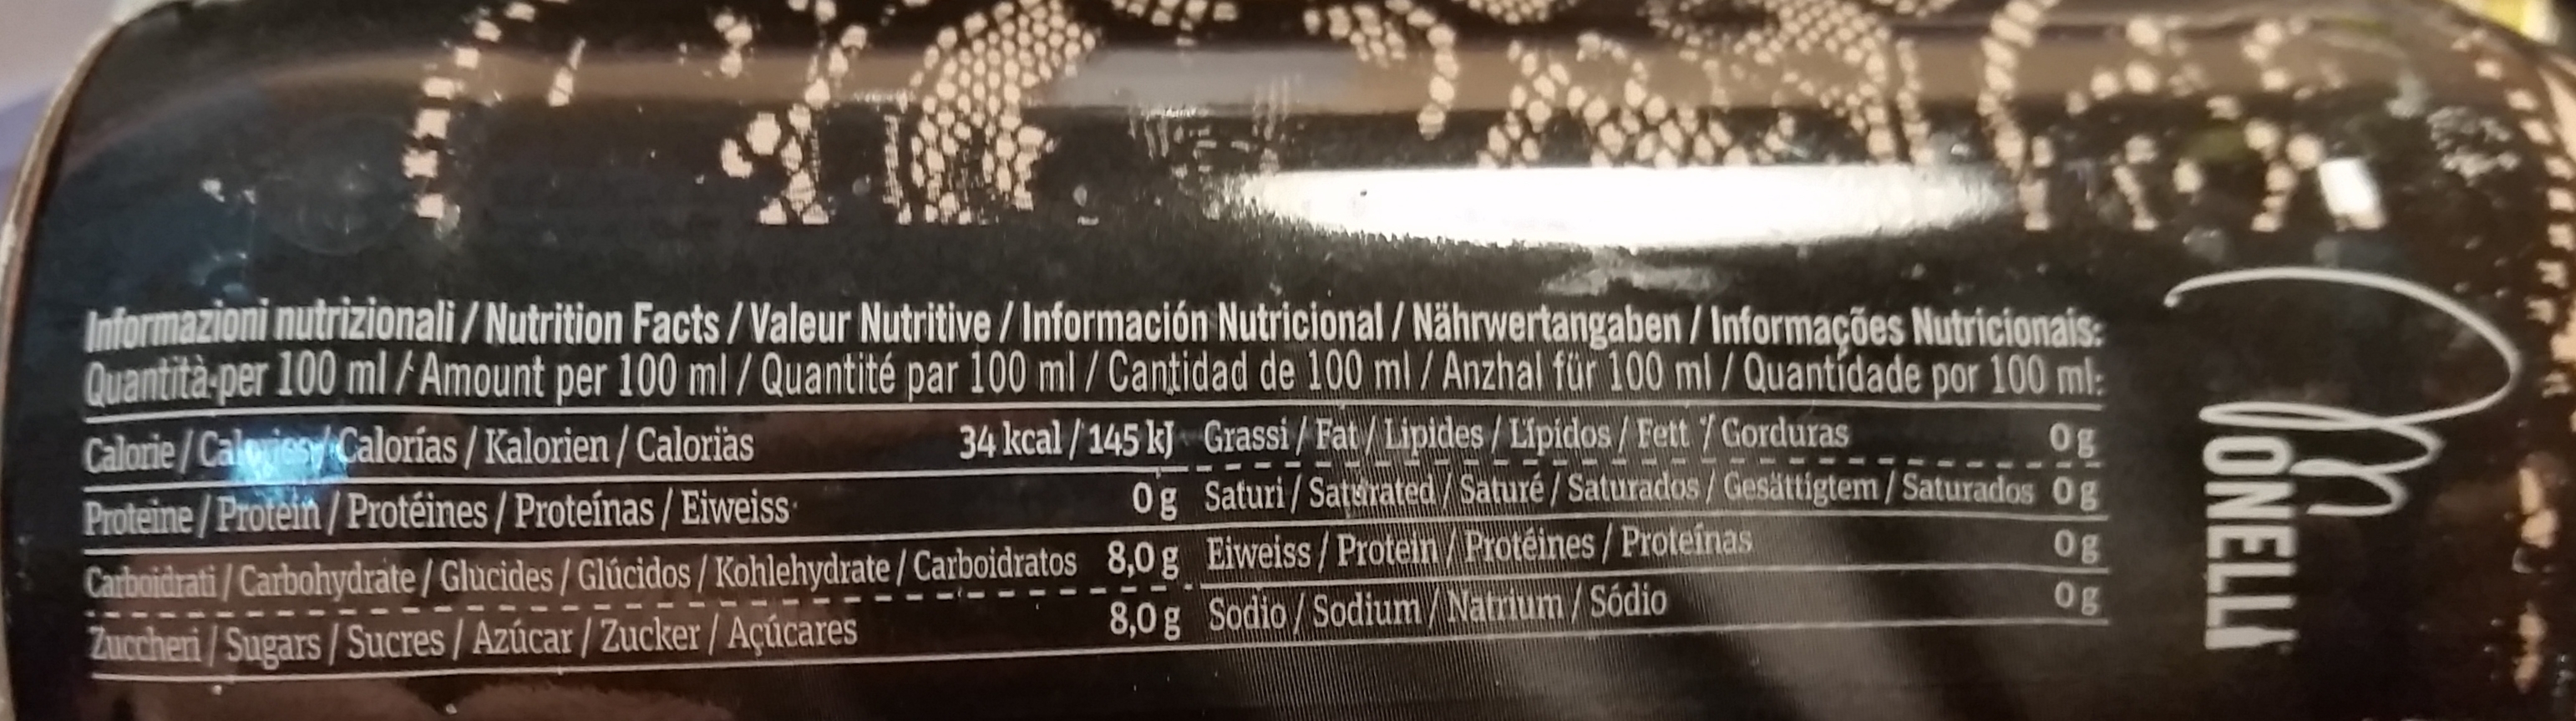 Informazioni nutrizionali / Nutrition Facts / Valeur Nutritive / Información Nutricional / Nährwertangaben / Informações Nutricionais:
Quantità per 100 ml / Amount per 100 ml / Quantité par 100 ml / Cantidad de 100 ml / Anzhal für 100 ml / Quantidade por 100 ml:
Calorie / Calories / Calorías / Kalorien / Calorïas 34 kcal / 145 kJ
Proteine / Protein / Protéines / Proteínas / Eiweiss 0 g
Carboidrati / Carbohydrate / Glucides / Glúcidos / Kohlehydrate / Carboidratos 8,0 g
Zuccheri / Sugars / Sucres / Azúcar / Zucker / Açúcares 8,0 g
Grassi / Fat / Lipides / Lípidos / Fett / Gorduras 0 g
Saturi / Saturated / Saturé / Saturados / Gesättigtem / Saturados 0 g
Eiweiss / Protein / Protéines / Proteínas 0 g
Sodio / Sodium / Natrium / Sódio 0 g
ONELLI